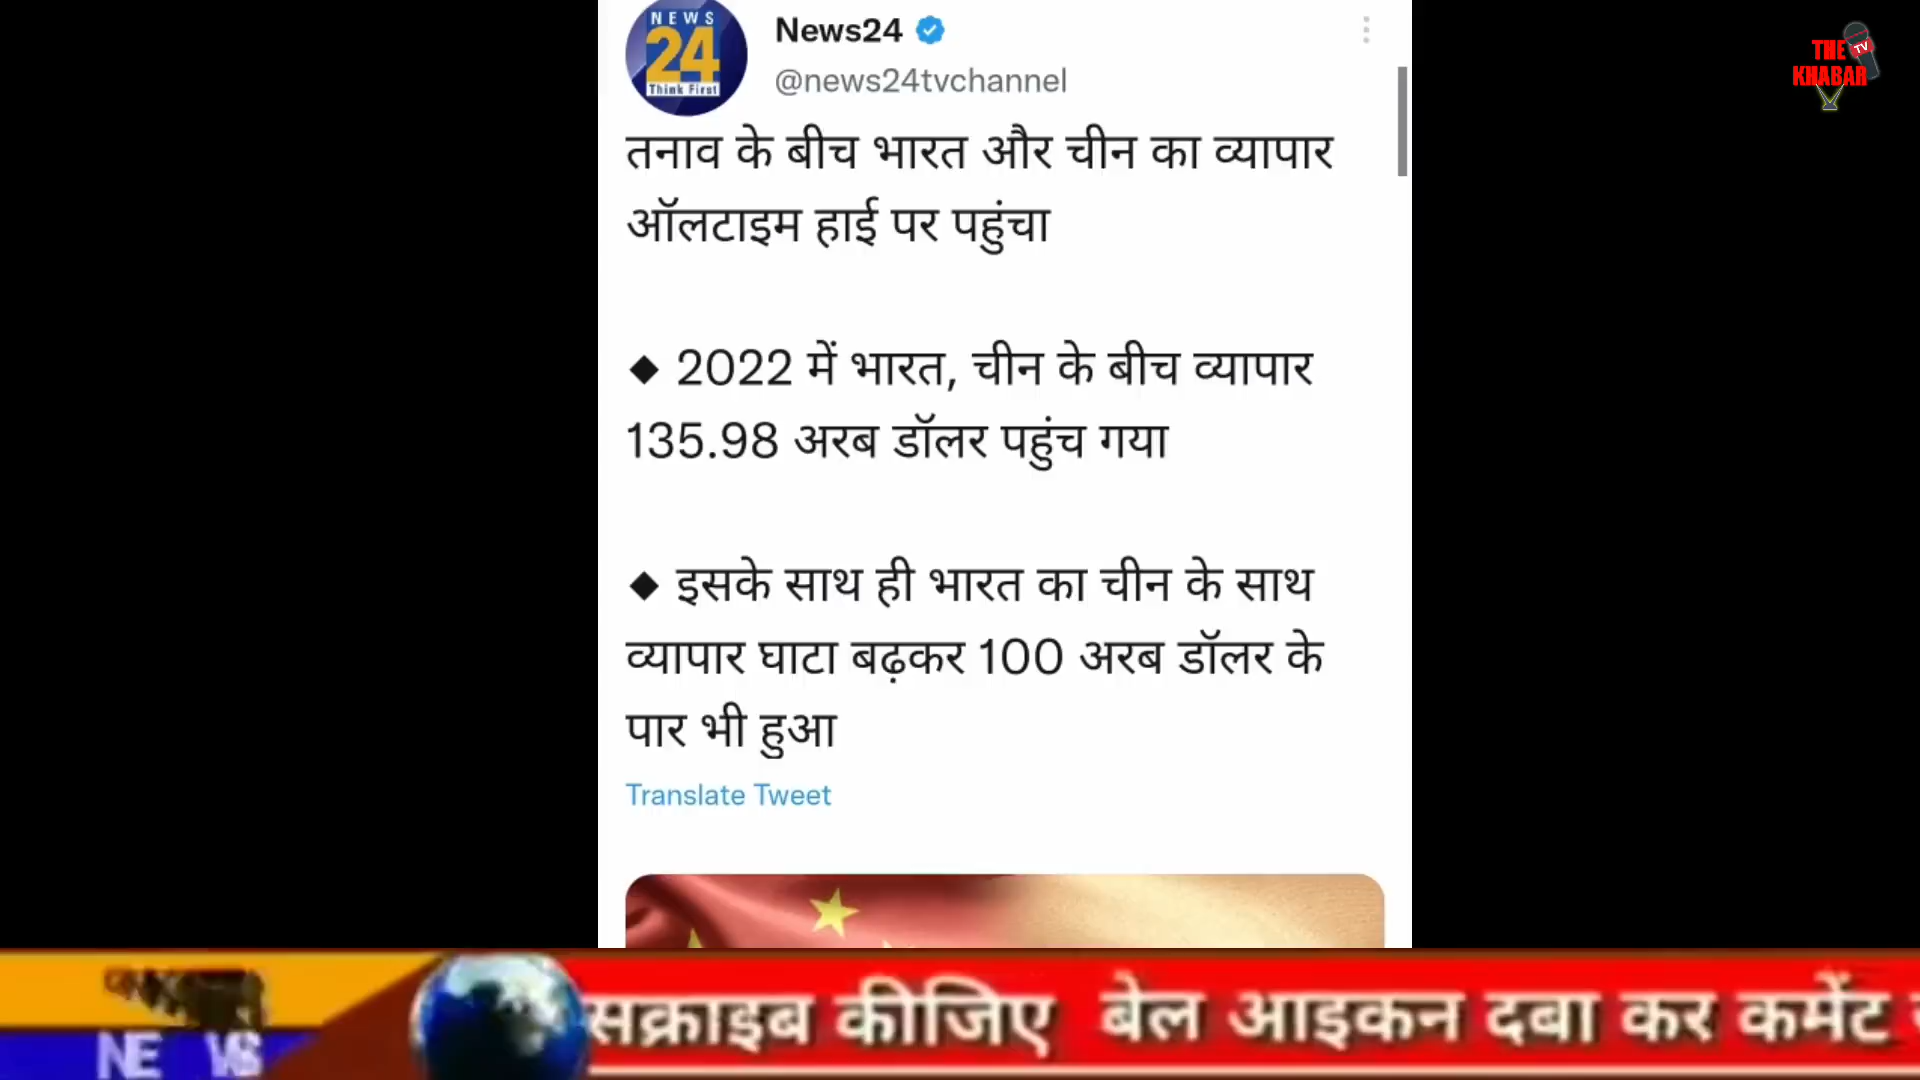 NEWS
24
Think First
News24
@news24tvchannel
THE
TV
KHABAR
तनाव के बीच भारत और चीन का व्यापार
ऑलटाइम हाई पर पहुंचा
◆ 2022 में भारत, चीन के बीच व्यापार
135.98 अरब डॉलर पहुंच गया
◆ इसके साथ ही भारत का चीन के साथ
व्यापार घाटा बढ़कर 100 अरब डॉलर के
पार भी हुआ
Translate Tweet
NEWS
सक्राइब कीजिए बेल आइकन दबा कर कमेंट